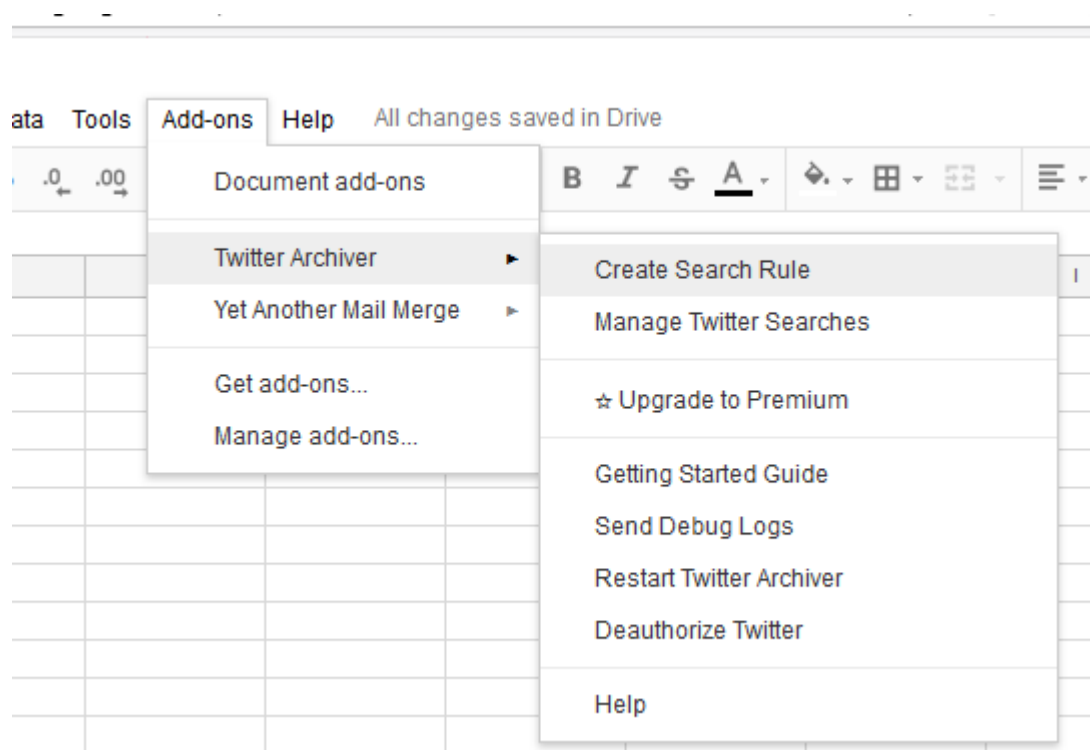 ata Tools Add-ons Help All changes saved in Drive
.0 .00 B I S A
Document add-ons
Twitter Archiver
Yet Another Mail Merge
Get add-ons...
Manage add-ons...
Create Search Rule
Manage Twitter Searches
☆ Upgrade to Premium
Getting Started Guide
Send Debug Logs
Restart Twitter Archiver
Deauthorize Twitter
Help
I